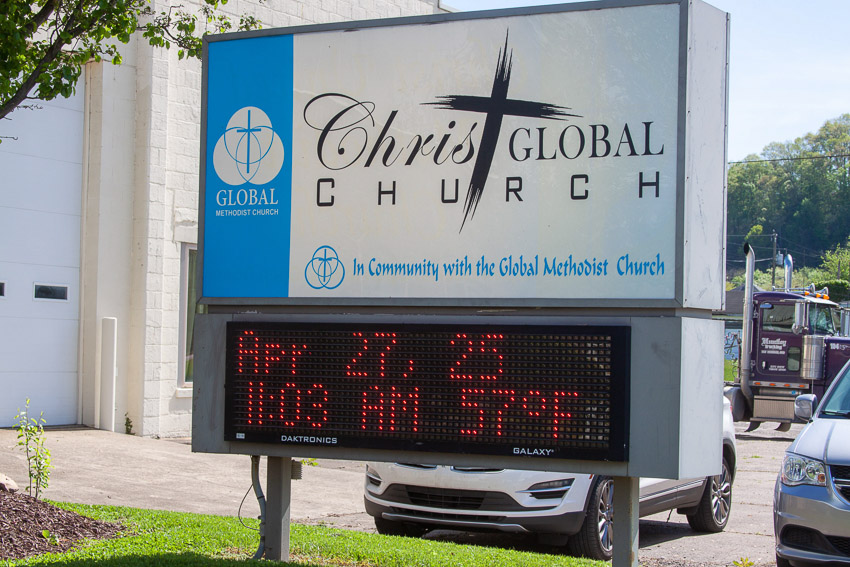 Christ GLOBAL
CHURCH
GLOBAL
METHODIST CHURCH
In Community with the Global Methodist Church
Apr 27, 25
11:03 AM 57°F
DAKTRONICS
GALAXY®